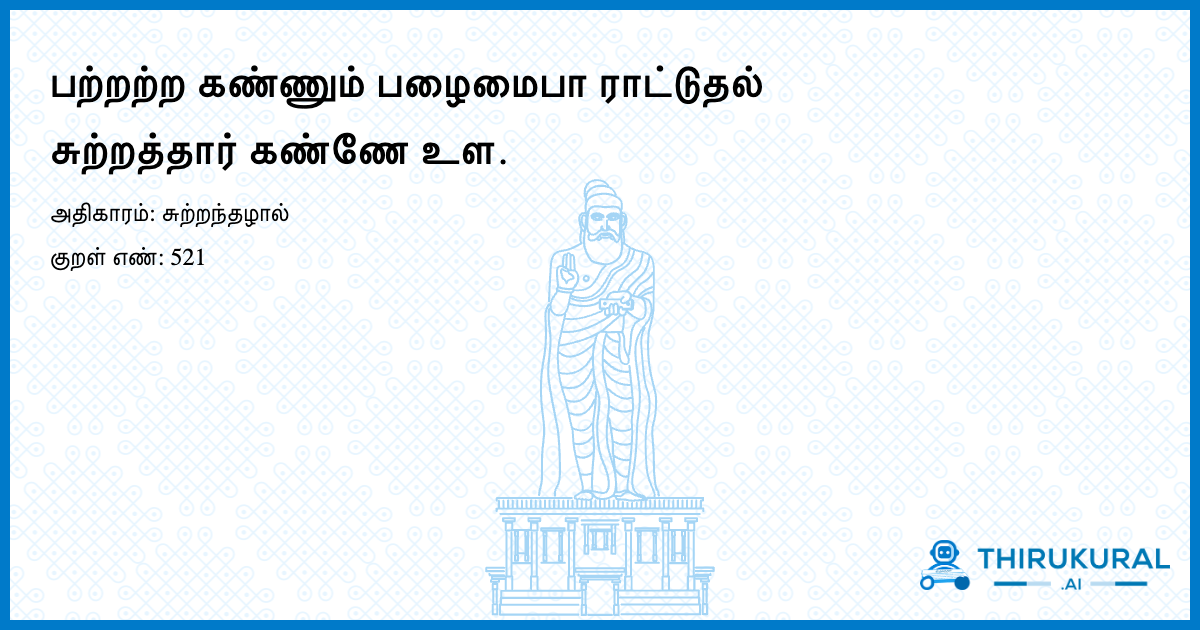 பற்றற்ற கண்ணும் பழைமைபா ராட்டுதல்
சுற்றத்தார் கண்ணே உள.
அதிகாரம்: சுற்றந்தழால்
குறள் எண்: 521
THIRUKURAL
.AI